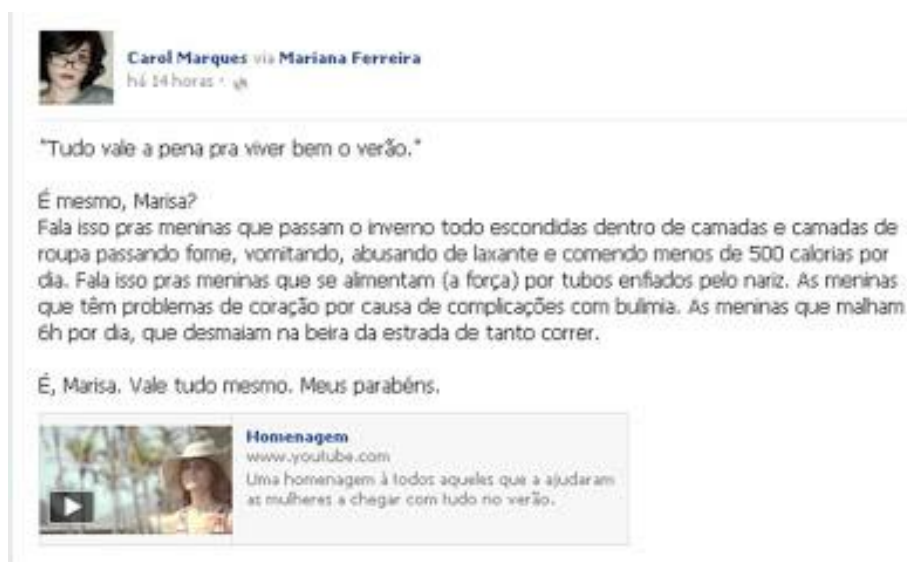 Carol Marques via Mariana Ferreira
há 14 horas ·
"Tudo vale a pena pra viver bem o verão."
É mesmo, Marisa?
Fala isso pras meninas que passam o inverno todo escondidas dentro de camadas e camadas de
roupa passando fome, vomitando, abusando de laxante e comendo menos de 500 calorias por
dia. Fala isso pras meninas que se alimentam (a força) por tubos enfiados pelo nariz. As meninas
que têm problemas de coração por causa de complicações com bulimia. As meninas que malham
6h por dia, que desmaiam na beira da estrada de tanto correr.
É, Marisa. Vale tudo mesmo. Meus parabéns.
Homenagem
www.youtube.com
Uma homenagem à todos aqueles que a ajudaram
as mulheres a chegar com tudo no verão.